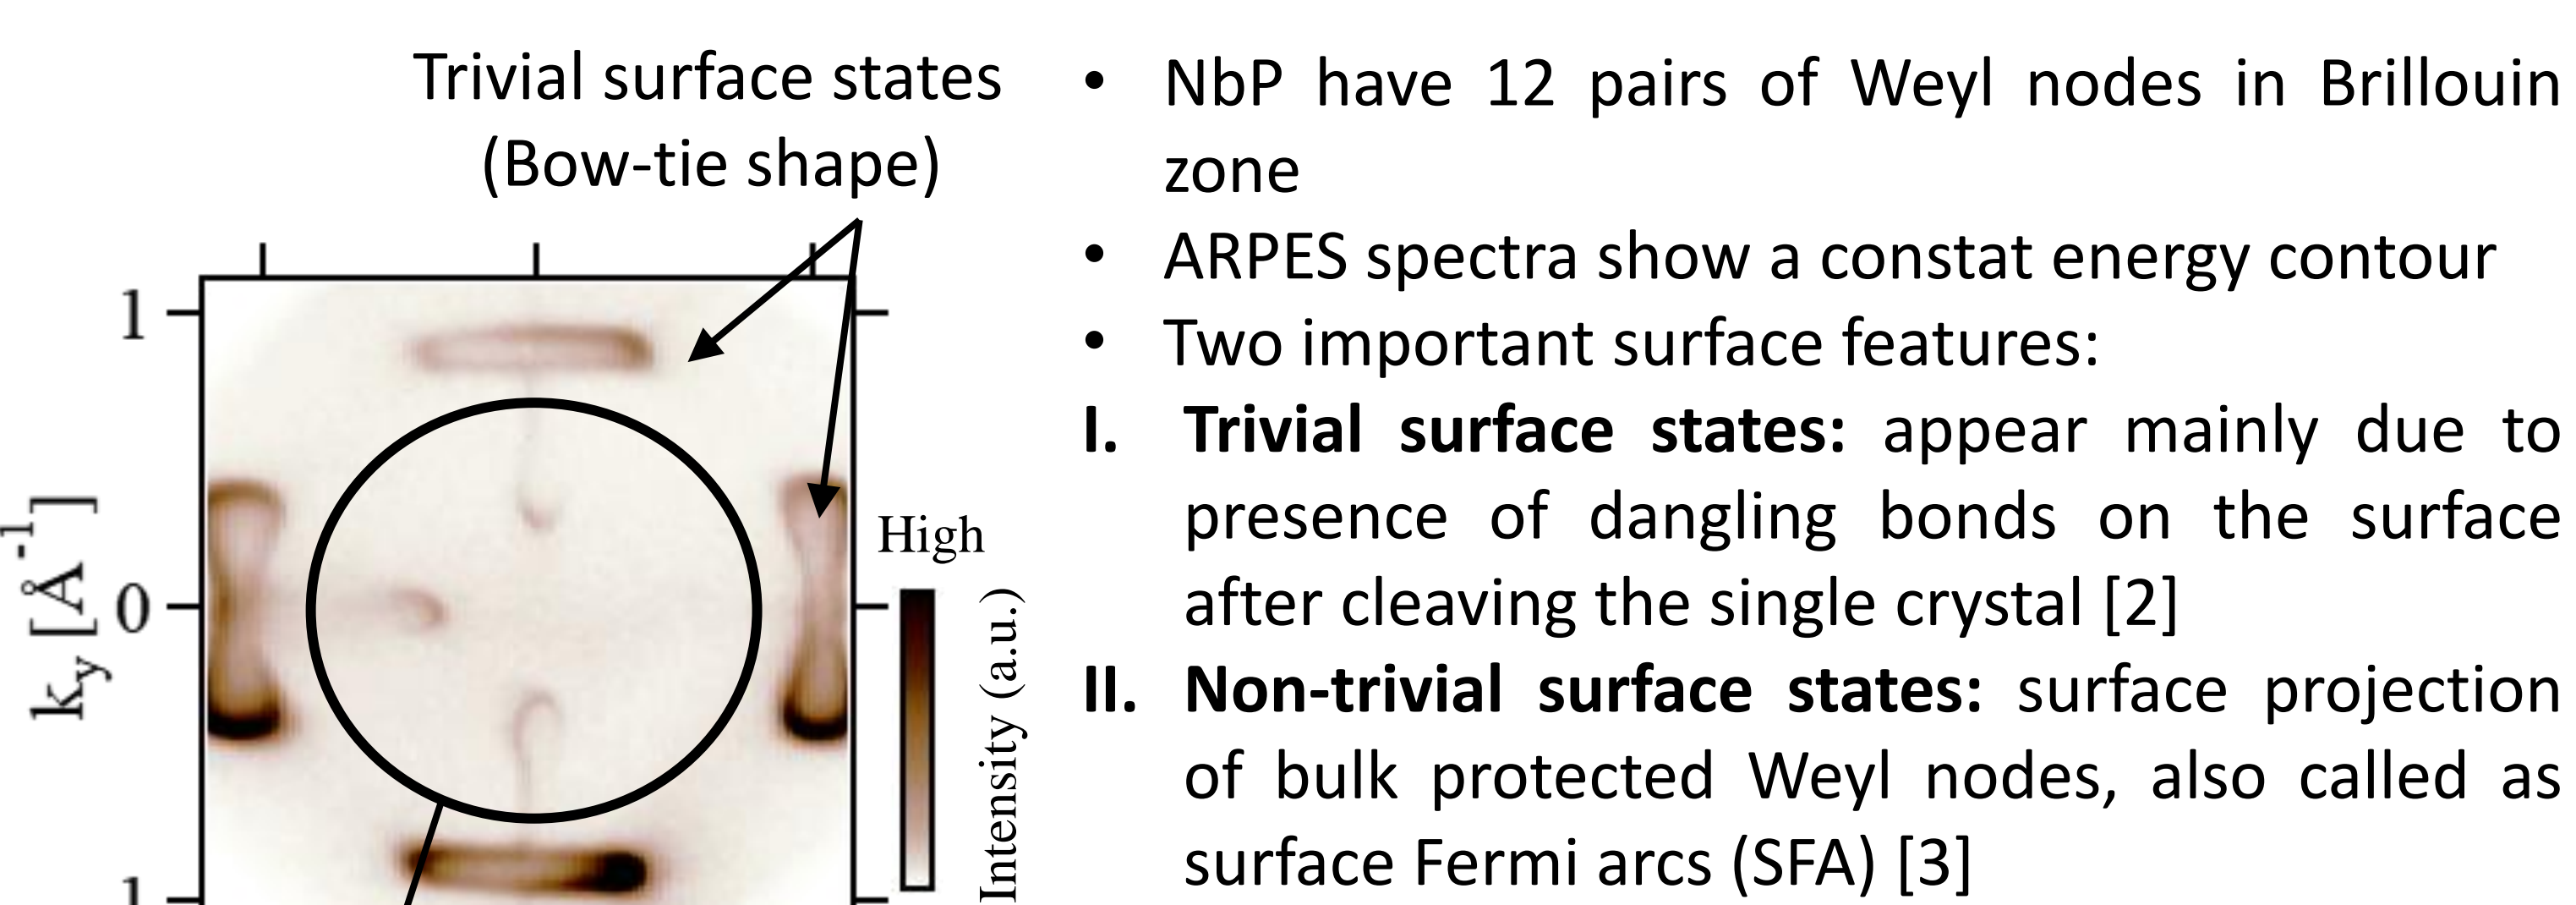 Trivial surface states
(Bow-tie shape)
1
0
1
kᵧ [Å⁻¹]
High
Intensity (a.u.)
• NbP have 12 pairs of Weyl nodes in Brillouin
zone
• ARPES spectra show a constat energy contour
• Two important surface features:
I. Trivial surface states: appear mainly due to
presence of dangling bonds on the surface
after cleaving the single crystal [2]
II. Non-trivial surface states: surface projection
of bulk protected Weyl nodes, also called as
surface Fermi arcs (SFA) [3]